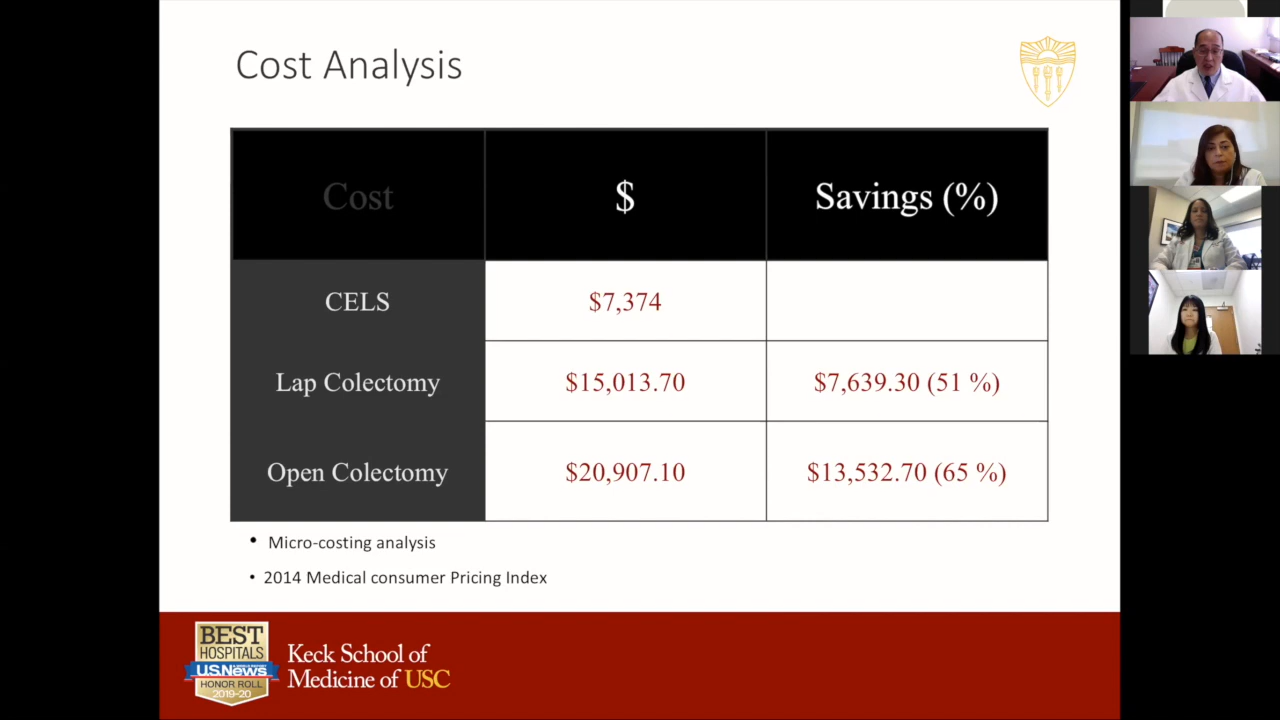 Cost Analysis
Cost $ Savings (%)
CELS $7,374
Lap Colectomy $15,013.70 $7,639.30 (51 %)
Open Colectomy $20,907.10 $13,532.70 (65 %)
• Micro-costing analysis
• 2014 Medical consumer Pricing Index
BEST
HOSPITALS
U.S.News
HONOR ROLL
2019-20
Keck School of
Medicine of USC